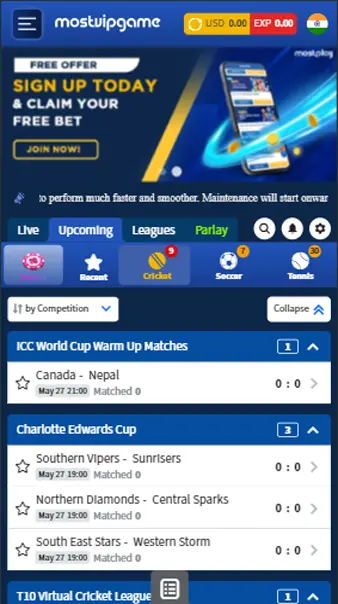 mostvipgame
USD 0.00
EXP 0.00
FREE OFFER
SIGN UP TODAY
& CLAIM YOUR
FREE BET
JOIN NOW!
mostplay
to perform much faster and smoother. Maintenance will start onwar
Live
Upcoming
Leagues
Parlay
Recent
9
Cricket
7
Soccer
30
Tennis
by Competition
Collapse
ICC World Cup Warm Up Matches
1
Canada - Nepal
May 27 21:00 Matched 0
0 : 0
Charlotte Edwards Cup
3
Southern Vipers - Sunrisers
May 27 19:00 Matched 0
0 : 0
Northern Diamonds - Central Sparks
May 27 19:00 Matched 0
0 : 0
South East Stars - Western Storm
May 27 19:00 Matched 0
0 : 0
T10 Virtual Cricket League
1